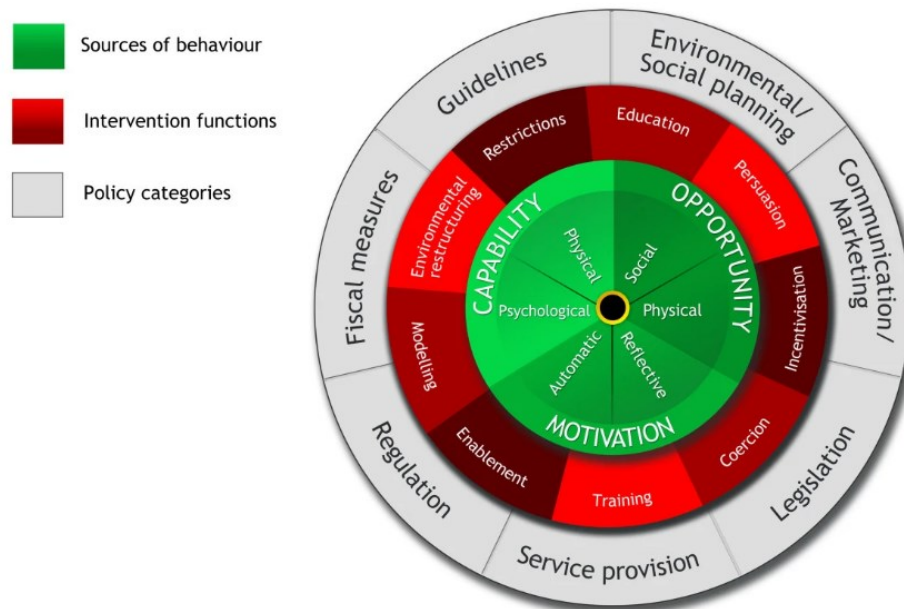 Sources of behaviour
Intervention functions
Policy categories
Guidelines
Environmental/
Social planning
Communication/
Marketing
Legislation
Service provision
Regulation
Fiscal measures
Restrictions
Education
Persuasion
Incentivisation
Coercion
Training
Enablement
Modelling
Environmental
restructuring
CAPABILITY
OPPORTUNITY
MOTIVATION
Physical
Social
Physical
Reflective
Automatic
Psychological